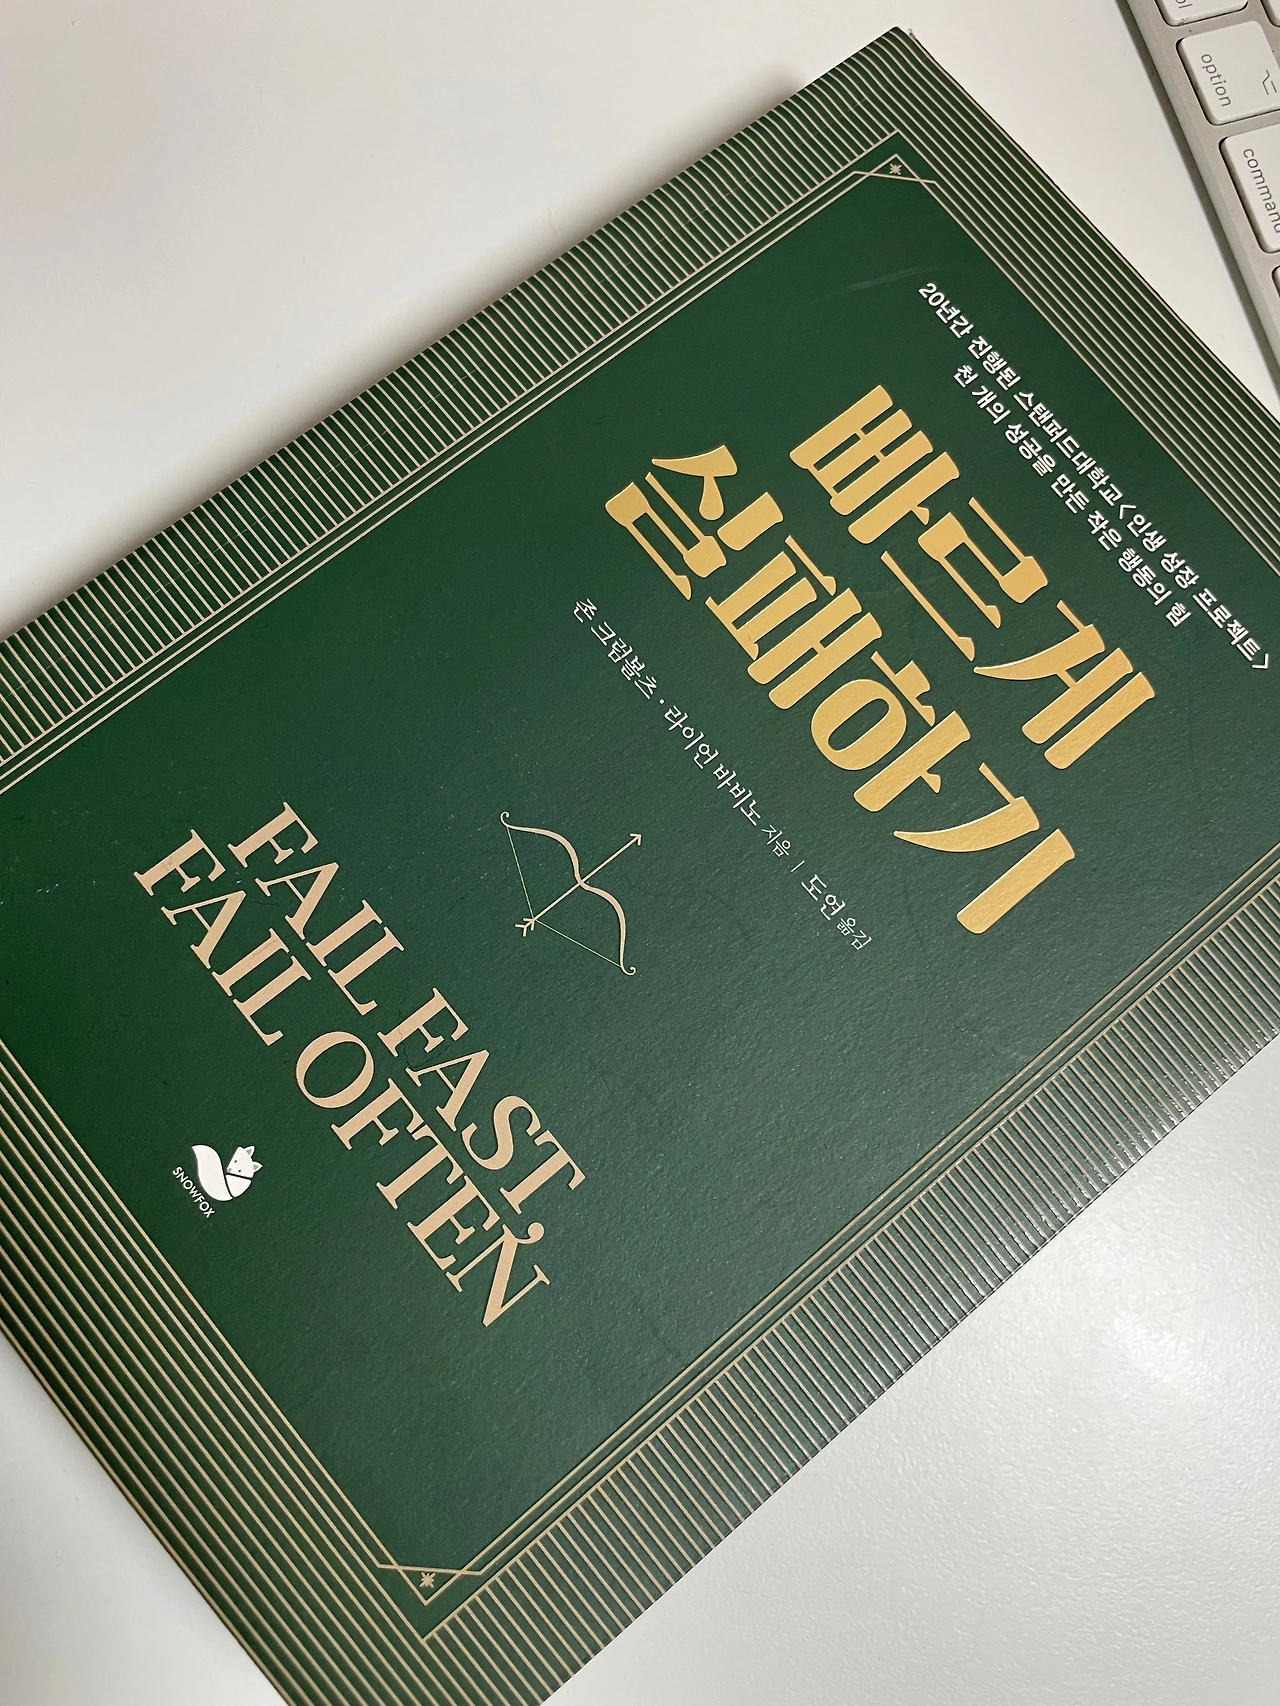 20년간 진행된 스탠퍼드대학교 <인생 성장 프로젝트>
천 개의 성공을 만든 작은 행동의 힘
빠르게
실패하기
존 크럼볼츠·라이언 바비노 지음 | 도연 옮김
FAIL FAST,
FAIL OFTEN
SNOWFOX
option
command